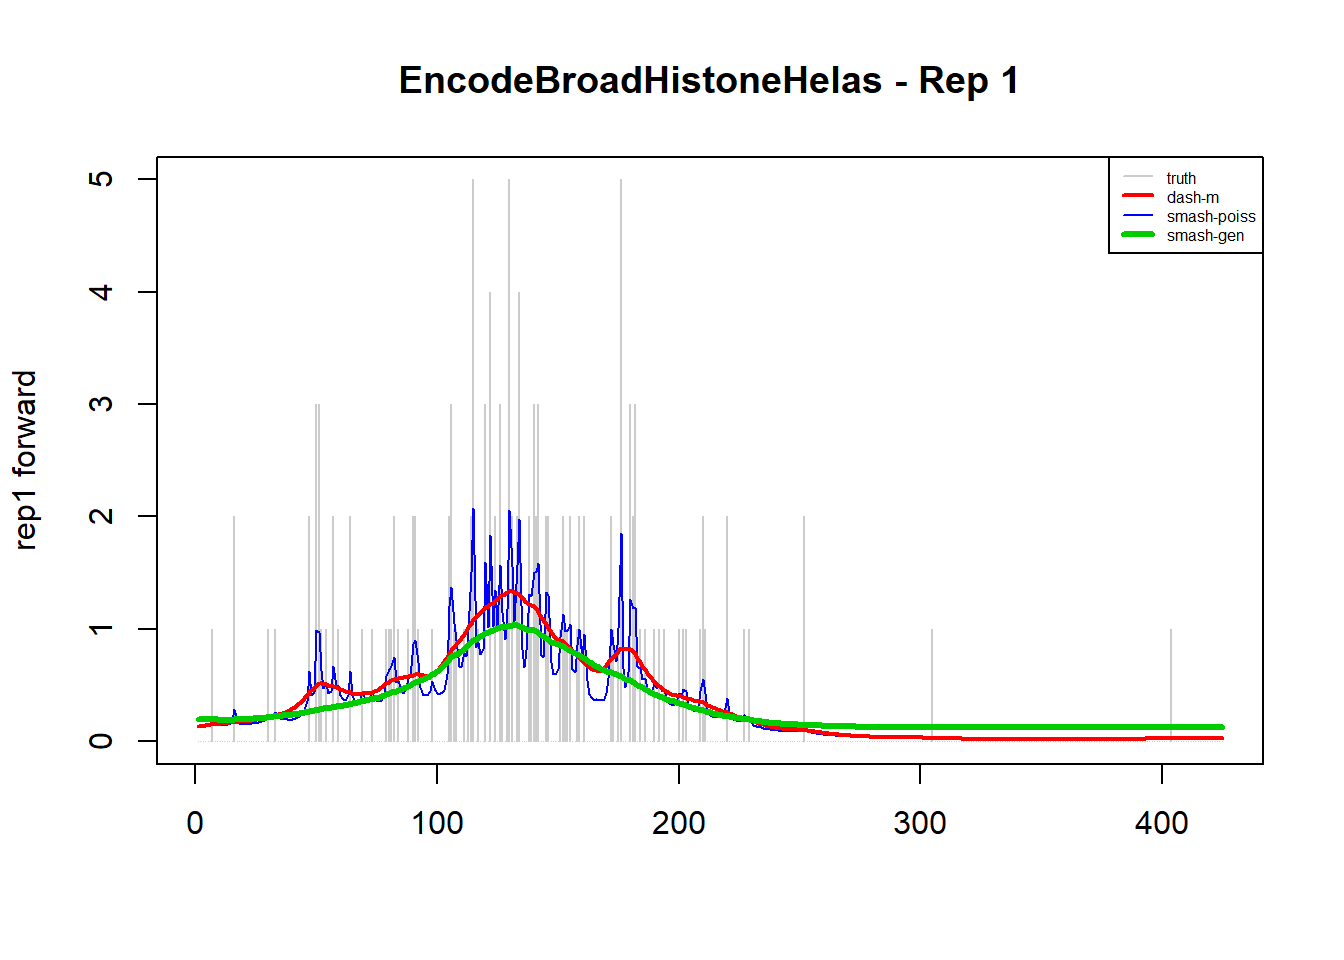 EncodeBroadHistoneHelas - Rep 1
truth
dash-m
smash-poiss
smash-gen
rep1 forward
5
4
3
2
1
0
0 100 200 300 400